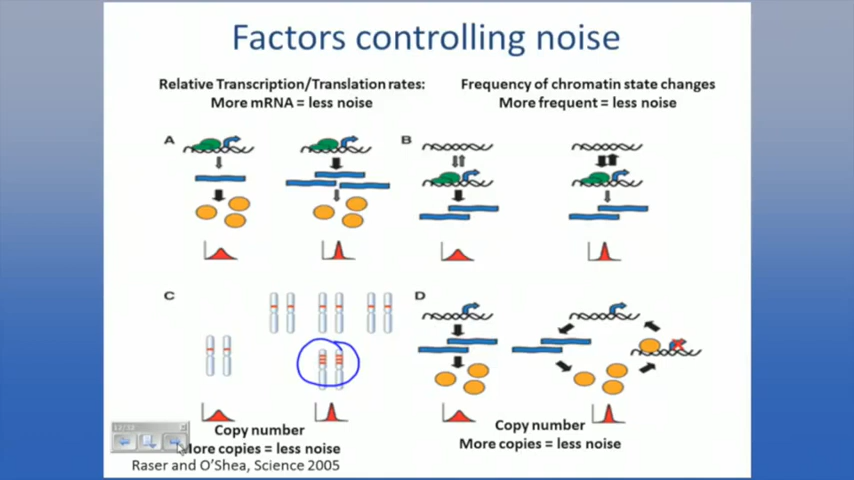 Factors controlling noise
Relative Transcription/Translation rates:
More mRNA = less noise
Frequency of chromatin state changes
More frequent = less noise
A
B
C
D
Copy number
More copies = less noise
Copy number
More copies = less noise
Raser and O'Shea, Science 2005